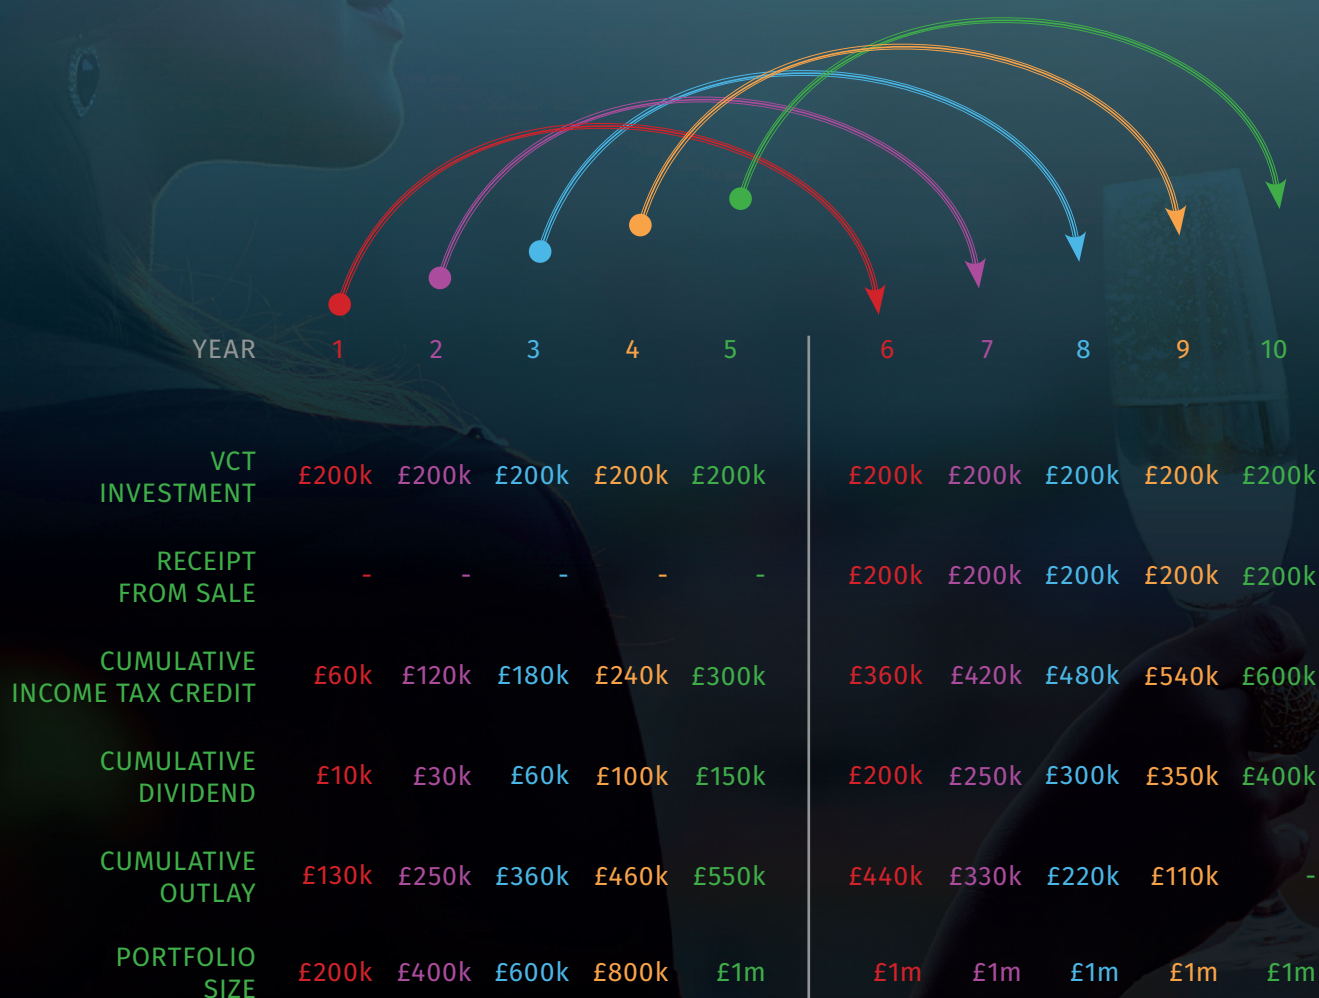 YEAR 1 2 3 4 5 6 7 8 9 10
VCT
INVESTMENT £200k £200k £200k £200k £200k £200k £200k £200k £200k £200k
RECEIPT
FROM SALE - - - - - £200k £200k £200k £200k £200k
CUMULATIVE
INCOME TAX CREDIT £60k £120k £180k £240k £300k £360k £420k £480k £540k £600k
CUMULATIVE
DIVIDEND £10k £30k £60k £100k £150k £200k £250k £300k £350k £400k
CUMULATIVE
OUTLAY £130k £250k £360k £460k £550k £440k £330k £220k £110k -
PORTFOLIO
SIZE £200k £400k £600k £800k £1m £1m £1m £1m £1m £1m